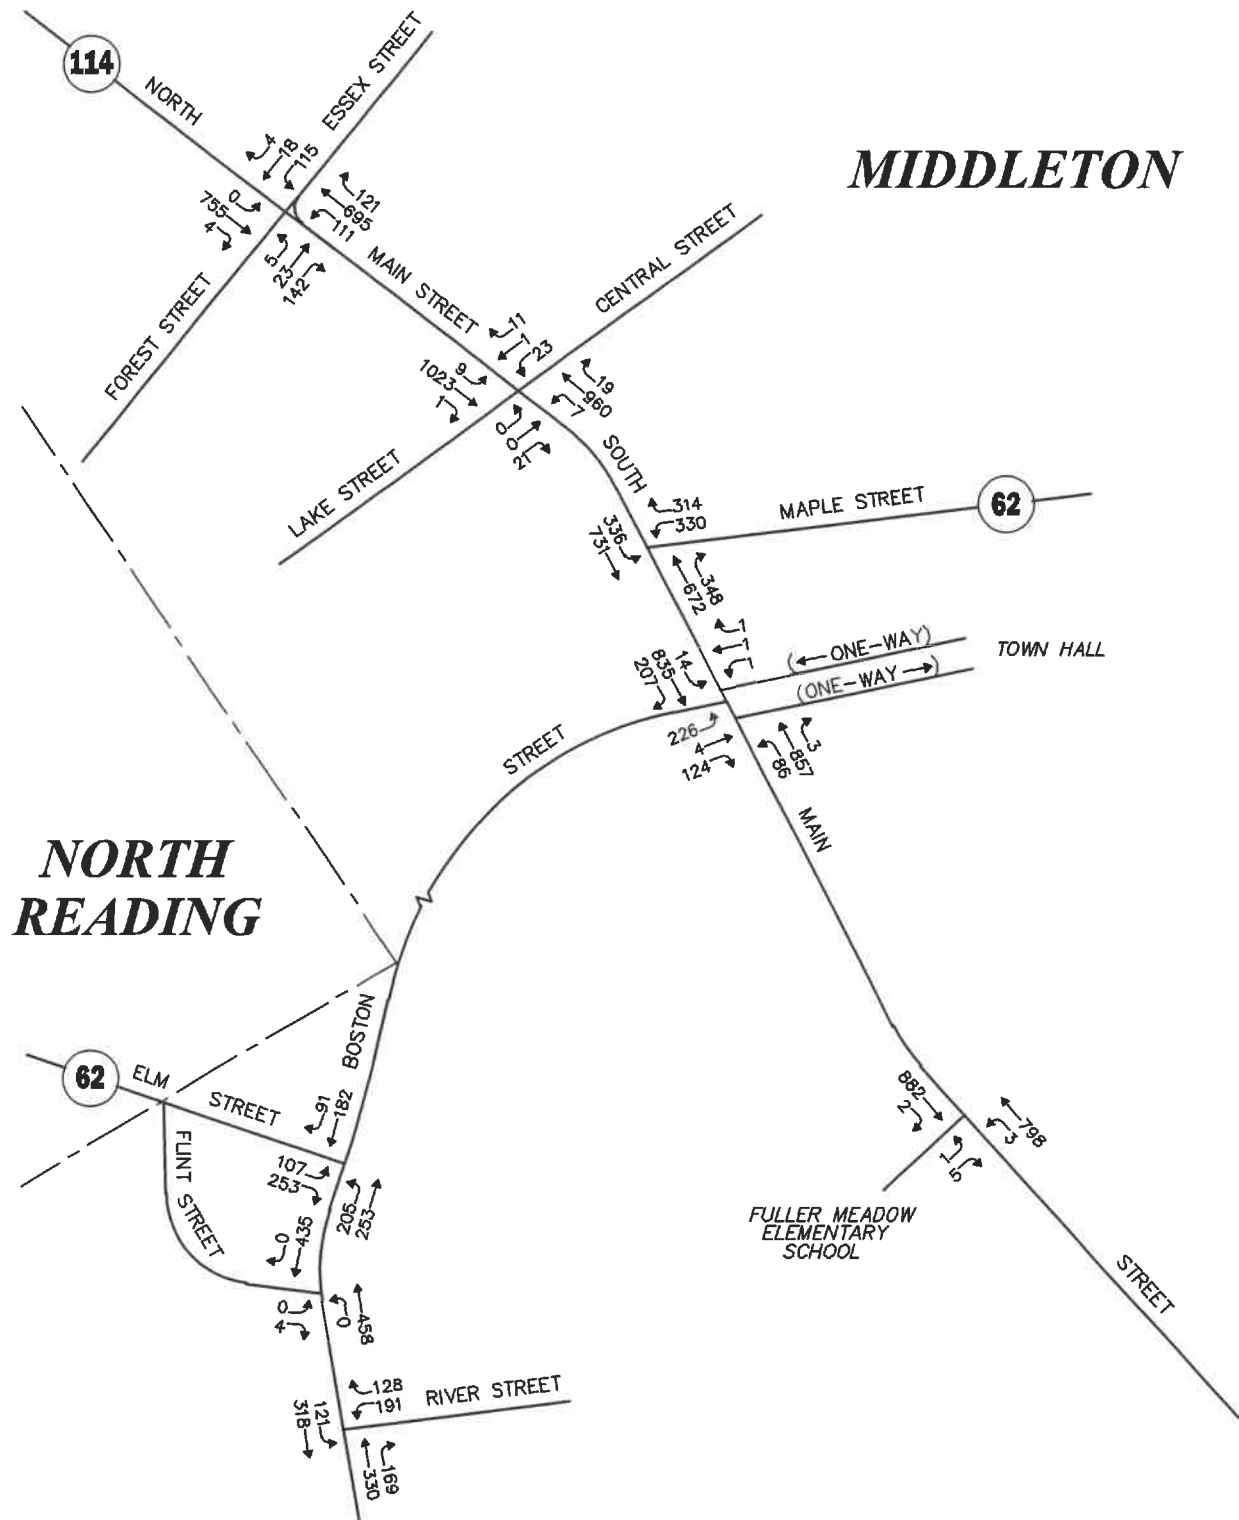 114
NORTH
ESSEX STREET
MIDDLETON
4
18
115
0
755
4
121
695
111
5
23
142
FOREST STREET
MAIN STREET
CENTRAL STREET
11
1
23
9
1023
1
19
960
7
0
0
21
LAKE STREET
SOUTH
314
330
MAPLE STREET
62
336
731
348
672
1
1
1
(ONE-WAY)
TOWN HALL
(ONE-WAY)
14
835
207
226
4
124
3
857
86
STREET
MAIN
NORTH
READING
BOSTON
62
ELM
STREET
FLINT STREET
91
182
107
253
205
253
0
435
0
4
0
458
882
2
798
3
1
5
FULLER MEADOW
ELEMENTARY
SCHOOL
STREET
128
191
RIVER STREET
121
318
169
330